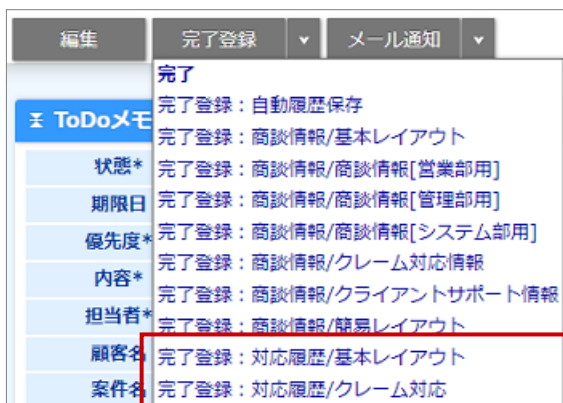 編集
完了登録
メール通知
完了
完了登録：自動履歴保存
完了登録：商談情報/基本レイアウト
完了登録：商談情報/商談情報[営業部用]
完了登録：商談情報/商談情報[管理部用]
完了登録：商談情報/商談情報[システム部用]
完了登録：商談情報/クレーム対応情報
完了登録：商談情報/クライアントサポート情報
完了登録：商談情報/簡易レイアウト
完了登録：対応履歴/基本レイアウト
完了登録：対応履歴/クレーム対応
ToDoメモ
状態*
期限日
優先度*
内容*
担当者*
顧客名
案件名